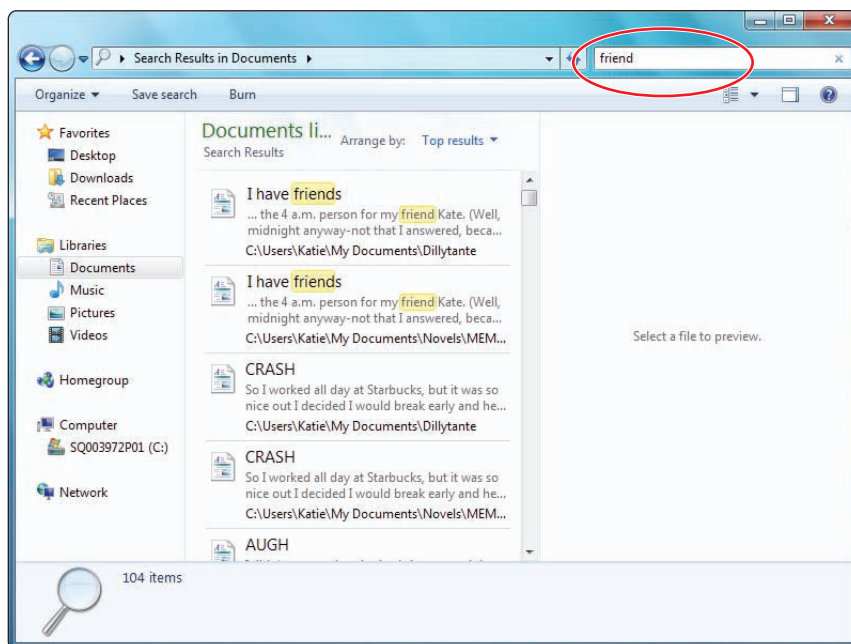 Search Results in Documents
friend
Organize
Save search
Burn
Favorites
Desktop
Downloads
Recent Places
Libraries
Documents
Music
Pictures
Videos
Homegroup
Computer
SQ003972P01 (C:)
Network
Documents li...
Search Results
Arrange by: Top results
I have friends
... the 4 a.m. person for my friend Kate. (Well,
midnight anyway-not that I answered, beca...
C:\Users\Katie\My Documents\Dillytante
I have friends
... the 4 a.m. person for my friend Kate. (Well,
midnight anyway-not that I answered, beca...
C:\Users\Katie\My Documents\Novels\MEM...
CRASH
So I worked all day at Starbucks, but it was so
nice out I decided I would break early and he...
C:\Users\Katie\My Documents\Dillytante
CRASH
So I worked all day at Starbucks, but it was so
nice out I decided I would break early and he...
C:\Users\Katie\My Documents\Novels\MEM...
AUGH
Select a file to preview.
104 items